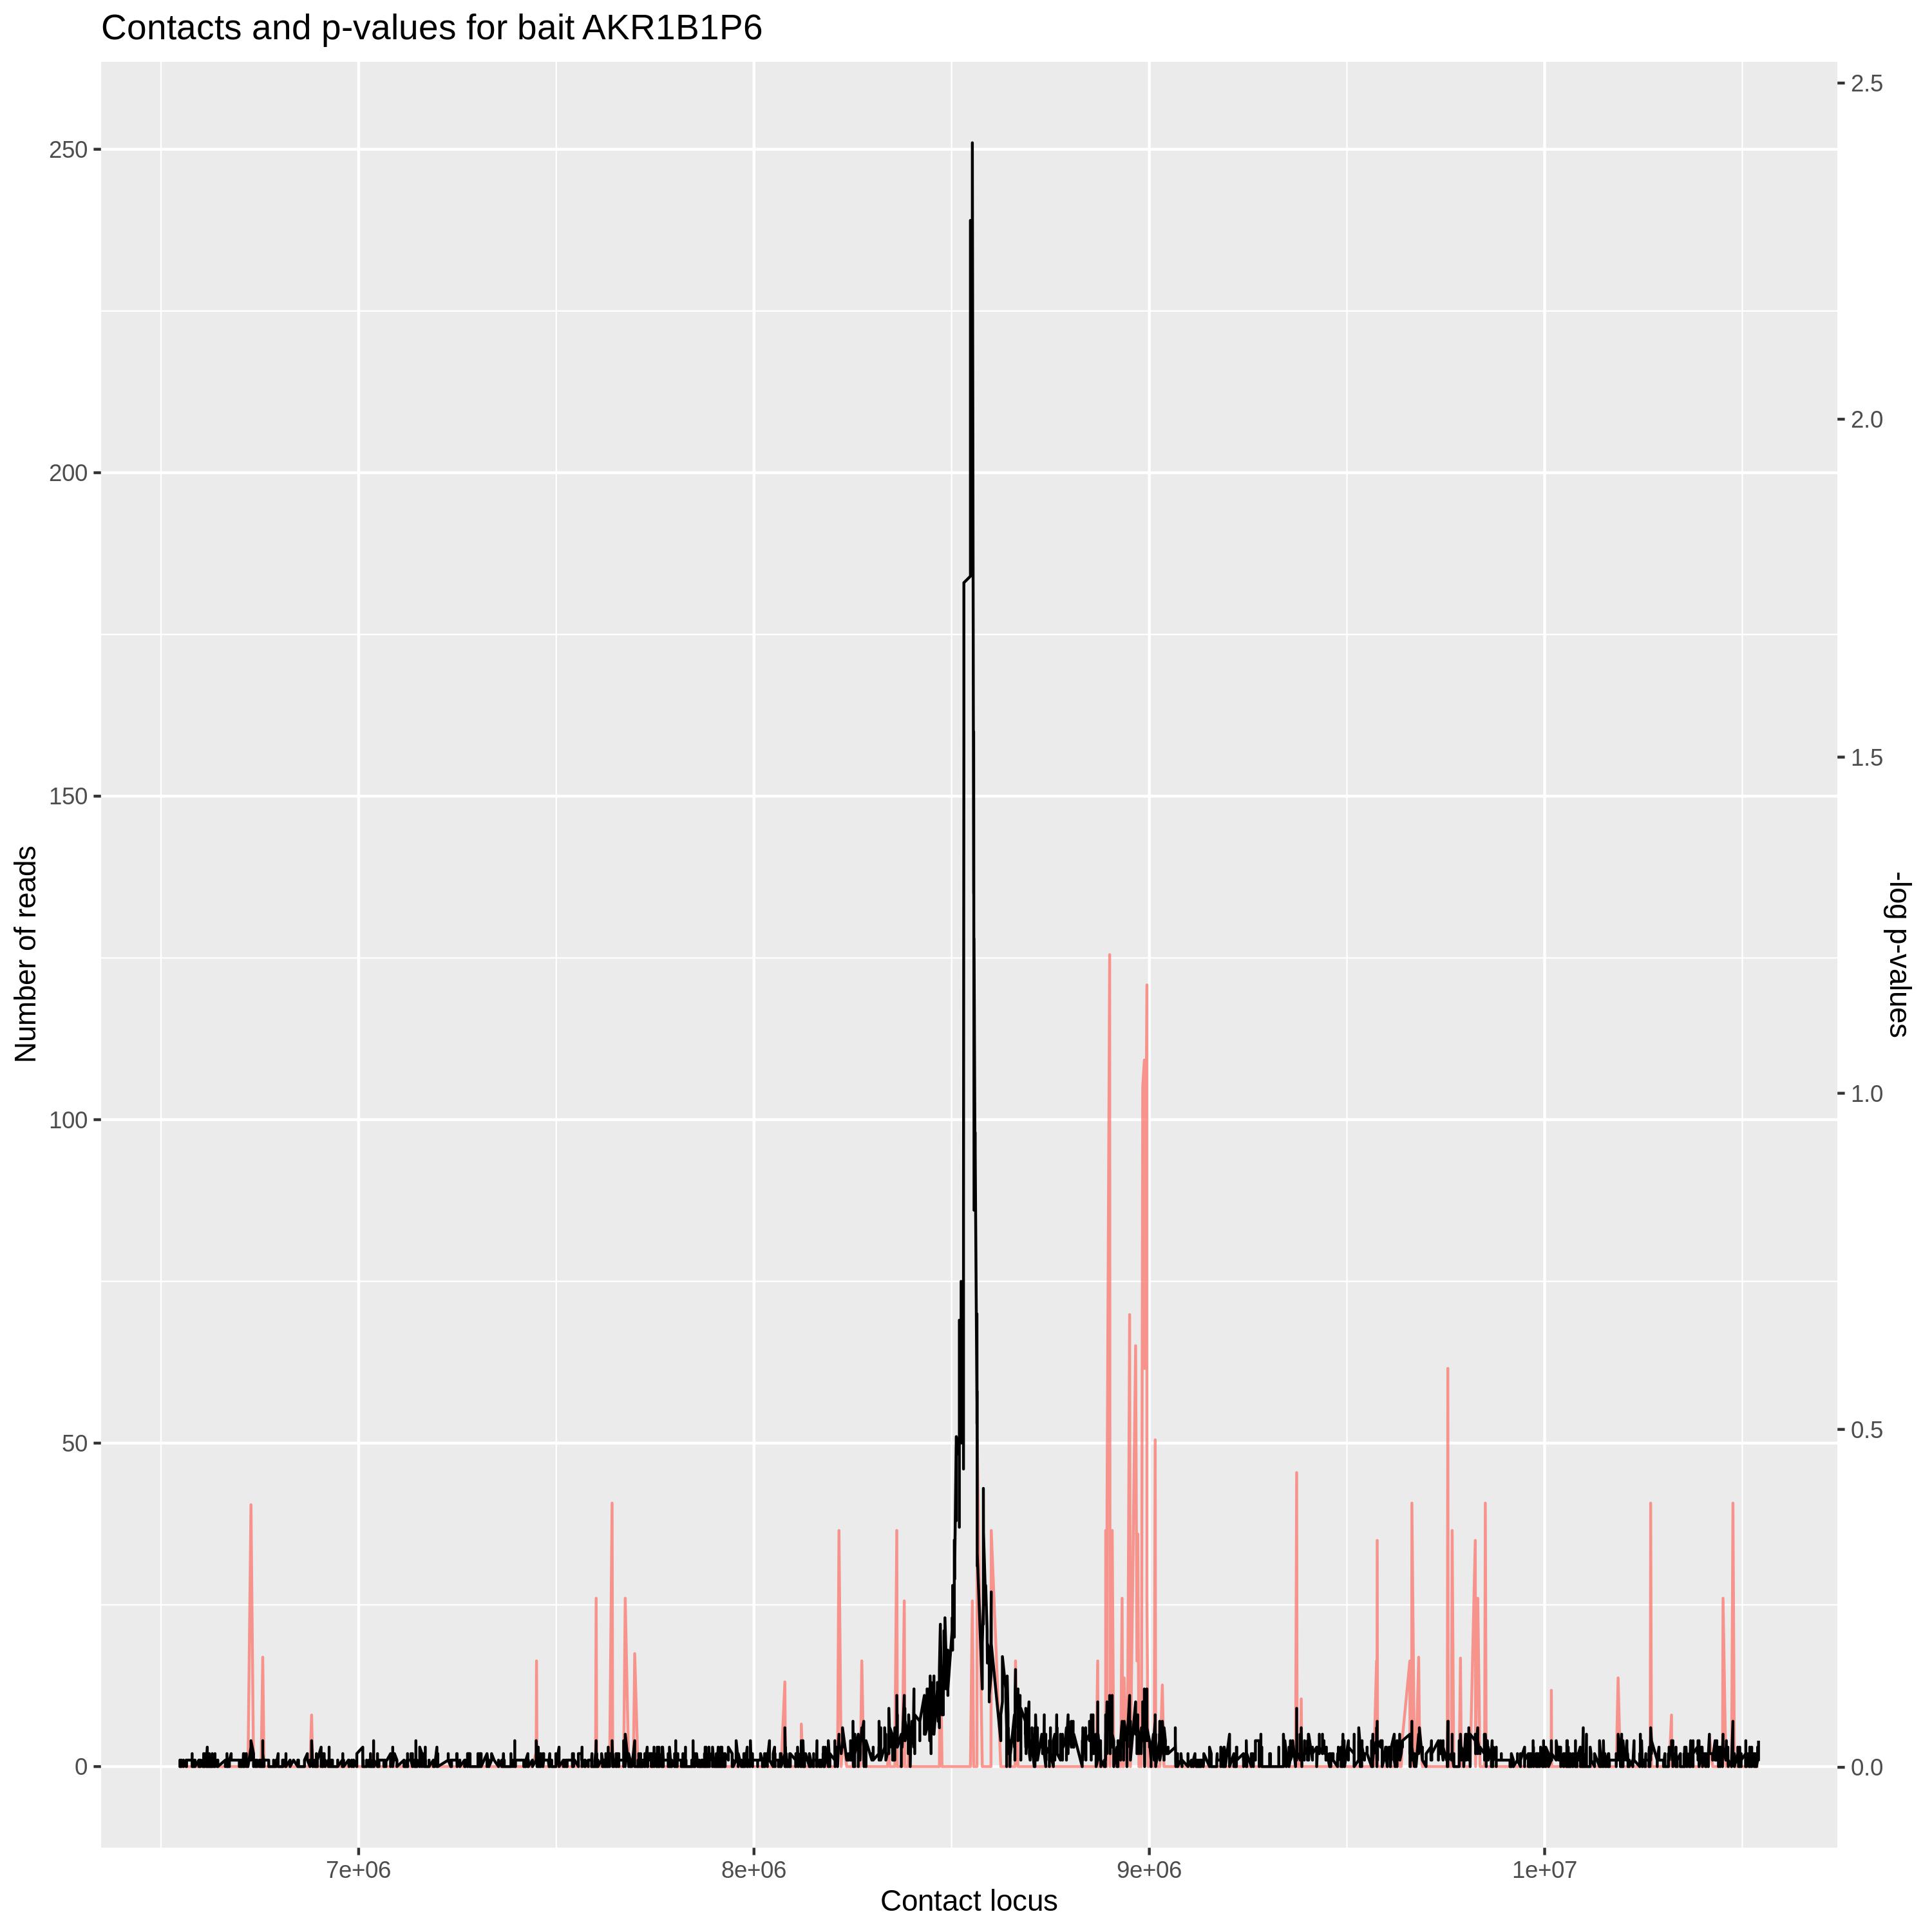 Contacts and p-values for bait AKR1B1P6
Number of reads
250
200
150
100
50
0
2.5
2.0
1.5
1.0
0.5
0.0
-log p-values
7e+06
8e+06
9e+06
1e+07
Contact locus